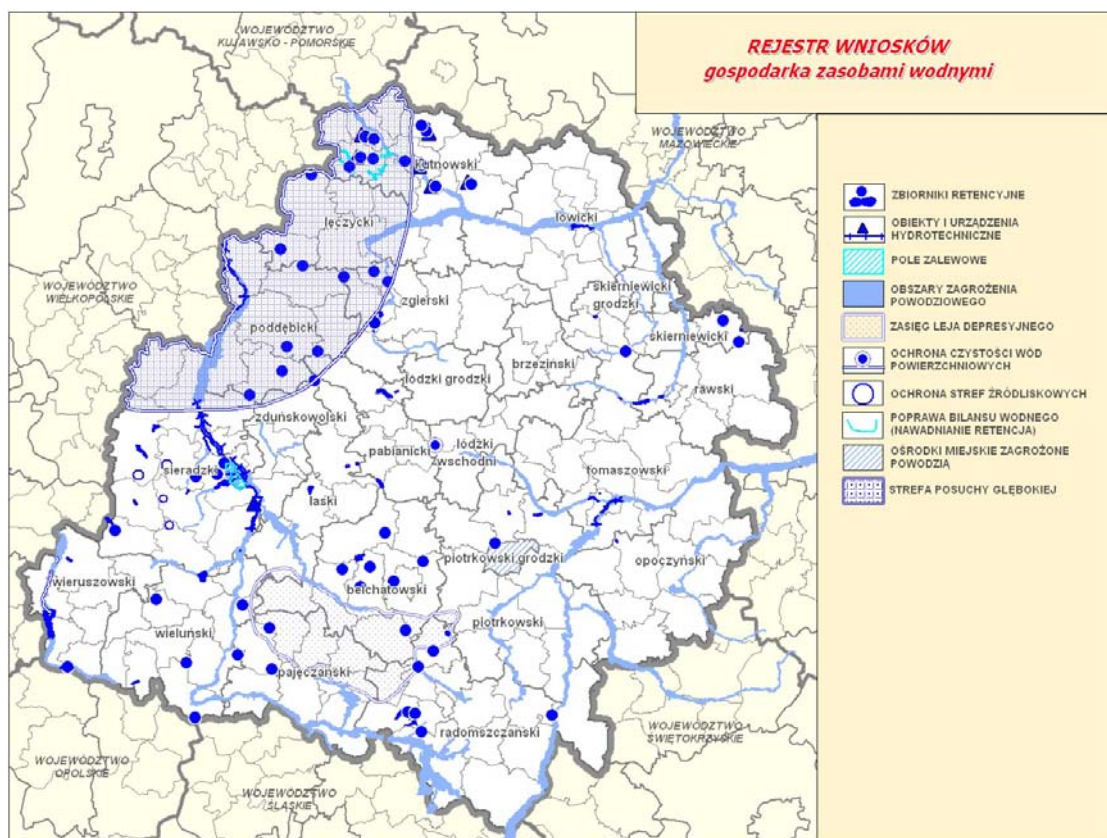 REJESTR WNIOSKÓW
gospodarka zasobami wodnymi
WOJEWÓDZTWO
KUJAWSKO - POMORSKIE
WOJEWÓDZTWO
MAZOWIECKIE
kutnowski
łowicki
łęczycki
WOJEWÓDZTWO
WIELKOPOLSKIE
zgierski
skierniewicki
grodzki
poddębicki
skierniewicki
brzeziński
łódzki grodzki
rawski
zduńskowolski
łódzki
wschodni
pabianicki
sieradzki
tomaszowski
łaski
piotrkowski grodzki
opoczyński
wieruszowski
bełchatowski
piotrkowski
wieluński
pajęczański
radomszczański
WOJEWÓDZTWO
ŚWIĘTOKRZYSKIE
WOJEWÓDZTWO
OPOLSKIE
WOJEWÓDZTWO
ŚLĄSKIE
ZBIORNIKI RETENCYJNE
OBIEKTY I URZĄDZENIA
HYDROTECHNICZNE
POLE ZALEWOWE
OBSZARY ZAGROŻENIA
POWODZIOWEGO
ZASIĘG LEJA DEPRESYJNEGO
OCHRONA CZYSTOŚCI WÓD
POWIERZCHNIOWYCH
OCHRONA STREF ŹRÓDLISKOWYCH
POPRAWA BILANSU WODNEGO
(NAWADNIANIE RETENCJA)
OŚRODKI MIEJSKIE ZAGROŻONE
POWODZIĄ
STREFA POSUCHY GŁĘBOKIEJ